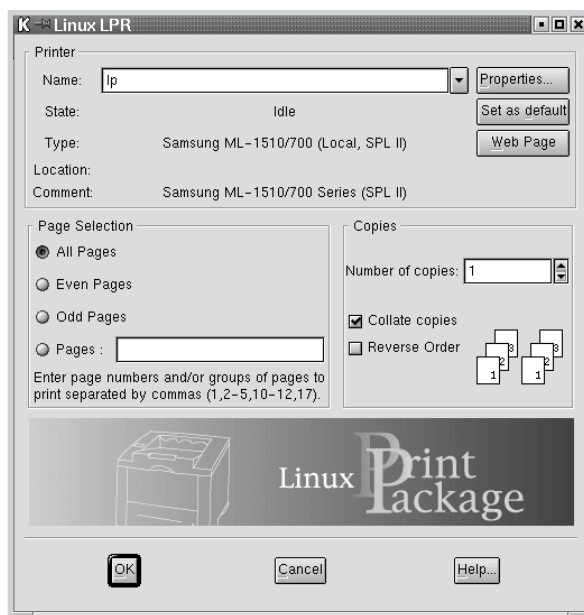 K Linux LPR
Printer
Name: lp Properties...
State: Idle Set as default
Type: Samsung ML-1510/700 (Local, SPL II) Web Page
Location:
Comment: Samsung ML-1510/700 Series (SPL II)
Page Selection
All Pages
Even Pages
Odd Pages
Pages :
Enter page numbers and/or groups of pages to
print separated by commas (1,2-5,10-12,17).
Copies
Number of copies: 1
Collate copies
Reverse Order
3 3
2 2
1 1
Linux Print
Package
OK Cancel Help...